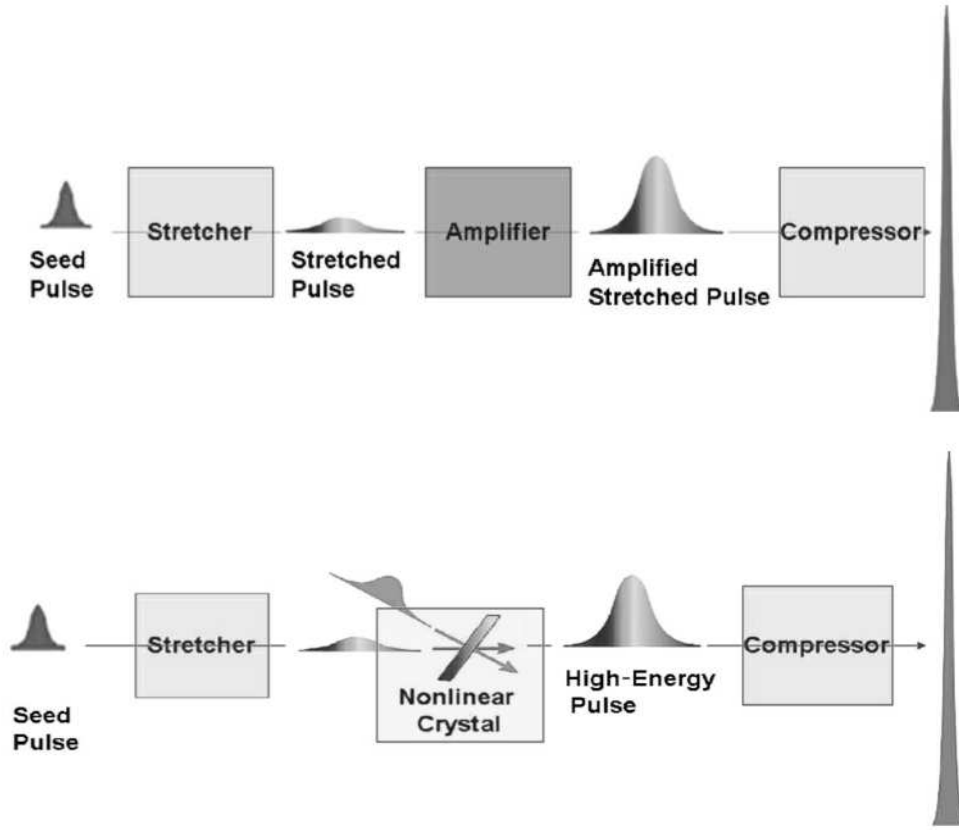 Stretcher
Amplifier
Compressor
Seed
Pulse
Stretched
Pulse
Amplified
Stretched Pulse
Stretcher
Nonlinear
Crystal
High-Energy
Pulse
Compressor
Seed
Pulse